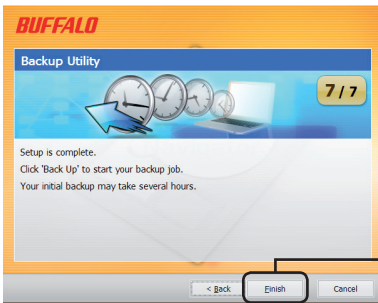 BUFFALO
Backup Utility
7 / 7
Setup is complete.
Click 'Back Up' to start your backup job.
Your initial backup may take several hours.
< Back
Finish
Cancel